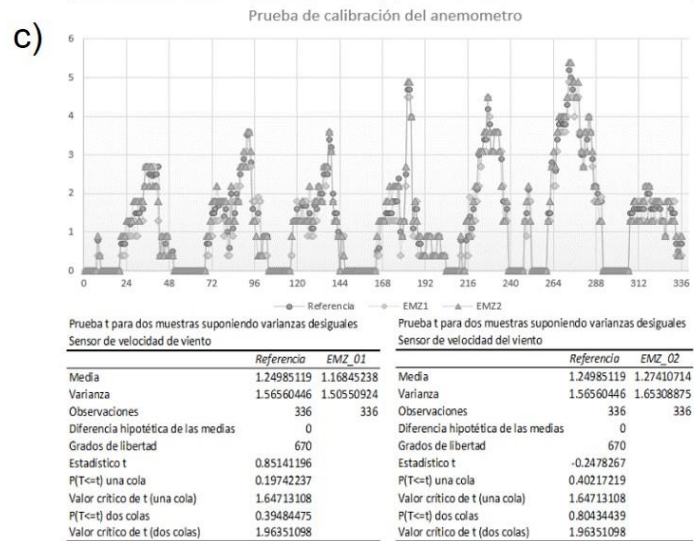 c)
Prueba de calibración del anemometro
6
5
4
3
2
1
0
0 24 48 72 96 120 144 168 192 216 240 264 288 312 336
Referencia EMZ1 EMZ2
Prueba t para dos muestras suponiendo varianzas desiguales
Sensor de velocidad de viento
Referencia EMZ_01
Media 1.24985119 1.16845238
Varianza 1.56560446 1.50550924
Observaciones 336 336
Diferencia hipotética de las medias 0
Grados de libertad 670
Estadístico t 0.85141196
P(T<=t) una cola 0.19742237
Valor crítico de t (una cola) 1.64713108
P(T<=t) dos colas 0.39484475
Valor crítico de t (dos colas) 1.96351098
Prueba t para dos muestras suponiendo varianzas desiguales
Sensor de velocidad del viento
Referencia EMZ_02
Media 1.24985119 1.27410714
Varianza 1.56560446 1.65308875
Observaciones 336 336
Diferencia hipotética de las medias 0
Grados de libertad 670
Estadístico t -0.2478267
P(T<=t) una cola 0.40217219
Valor crítico de t (una cola) 1.64713108
P(T<=t) dos colas 0.80434439
Valor crítico de t (dos colas) 1.96351098